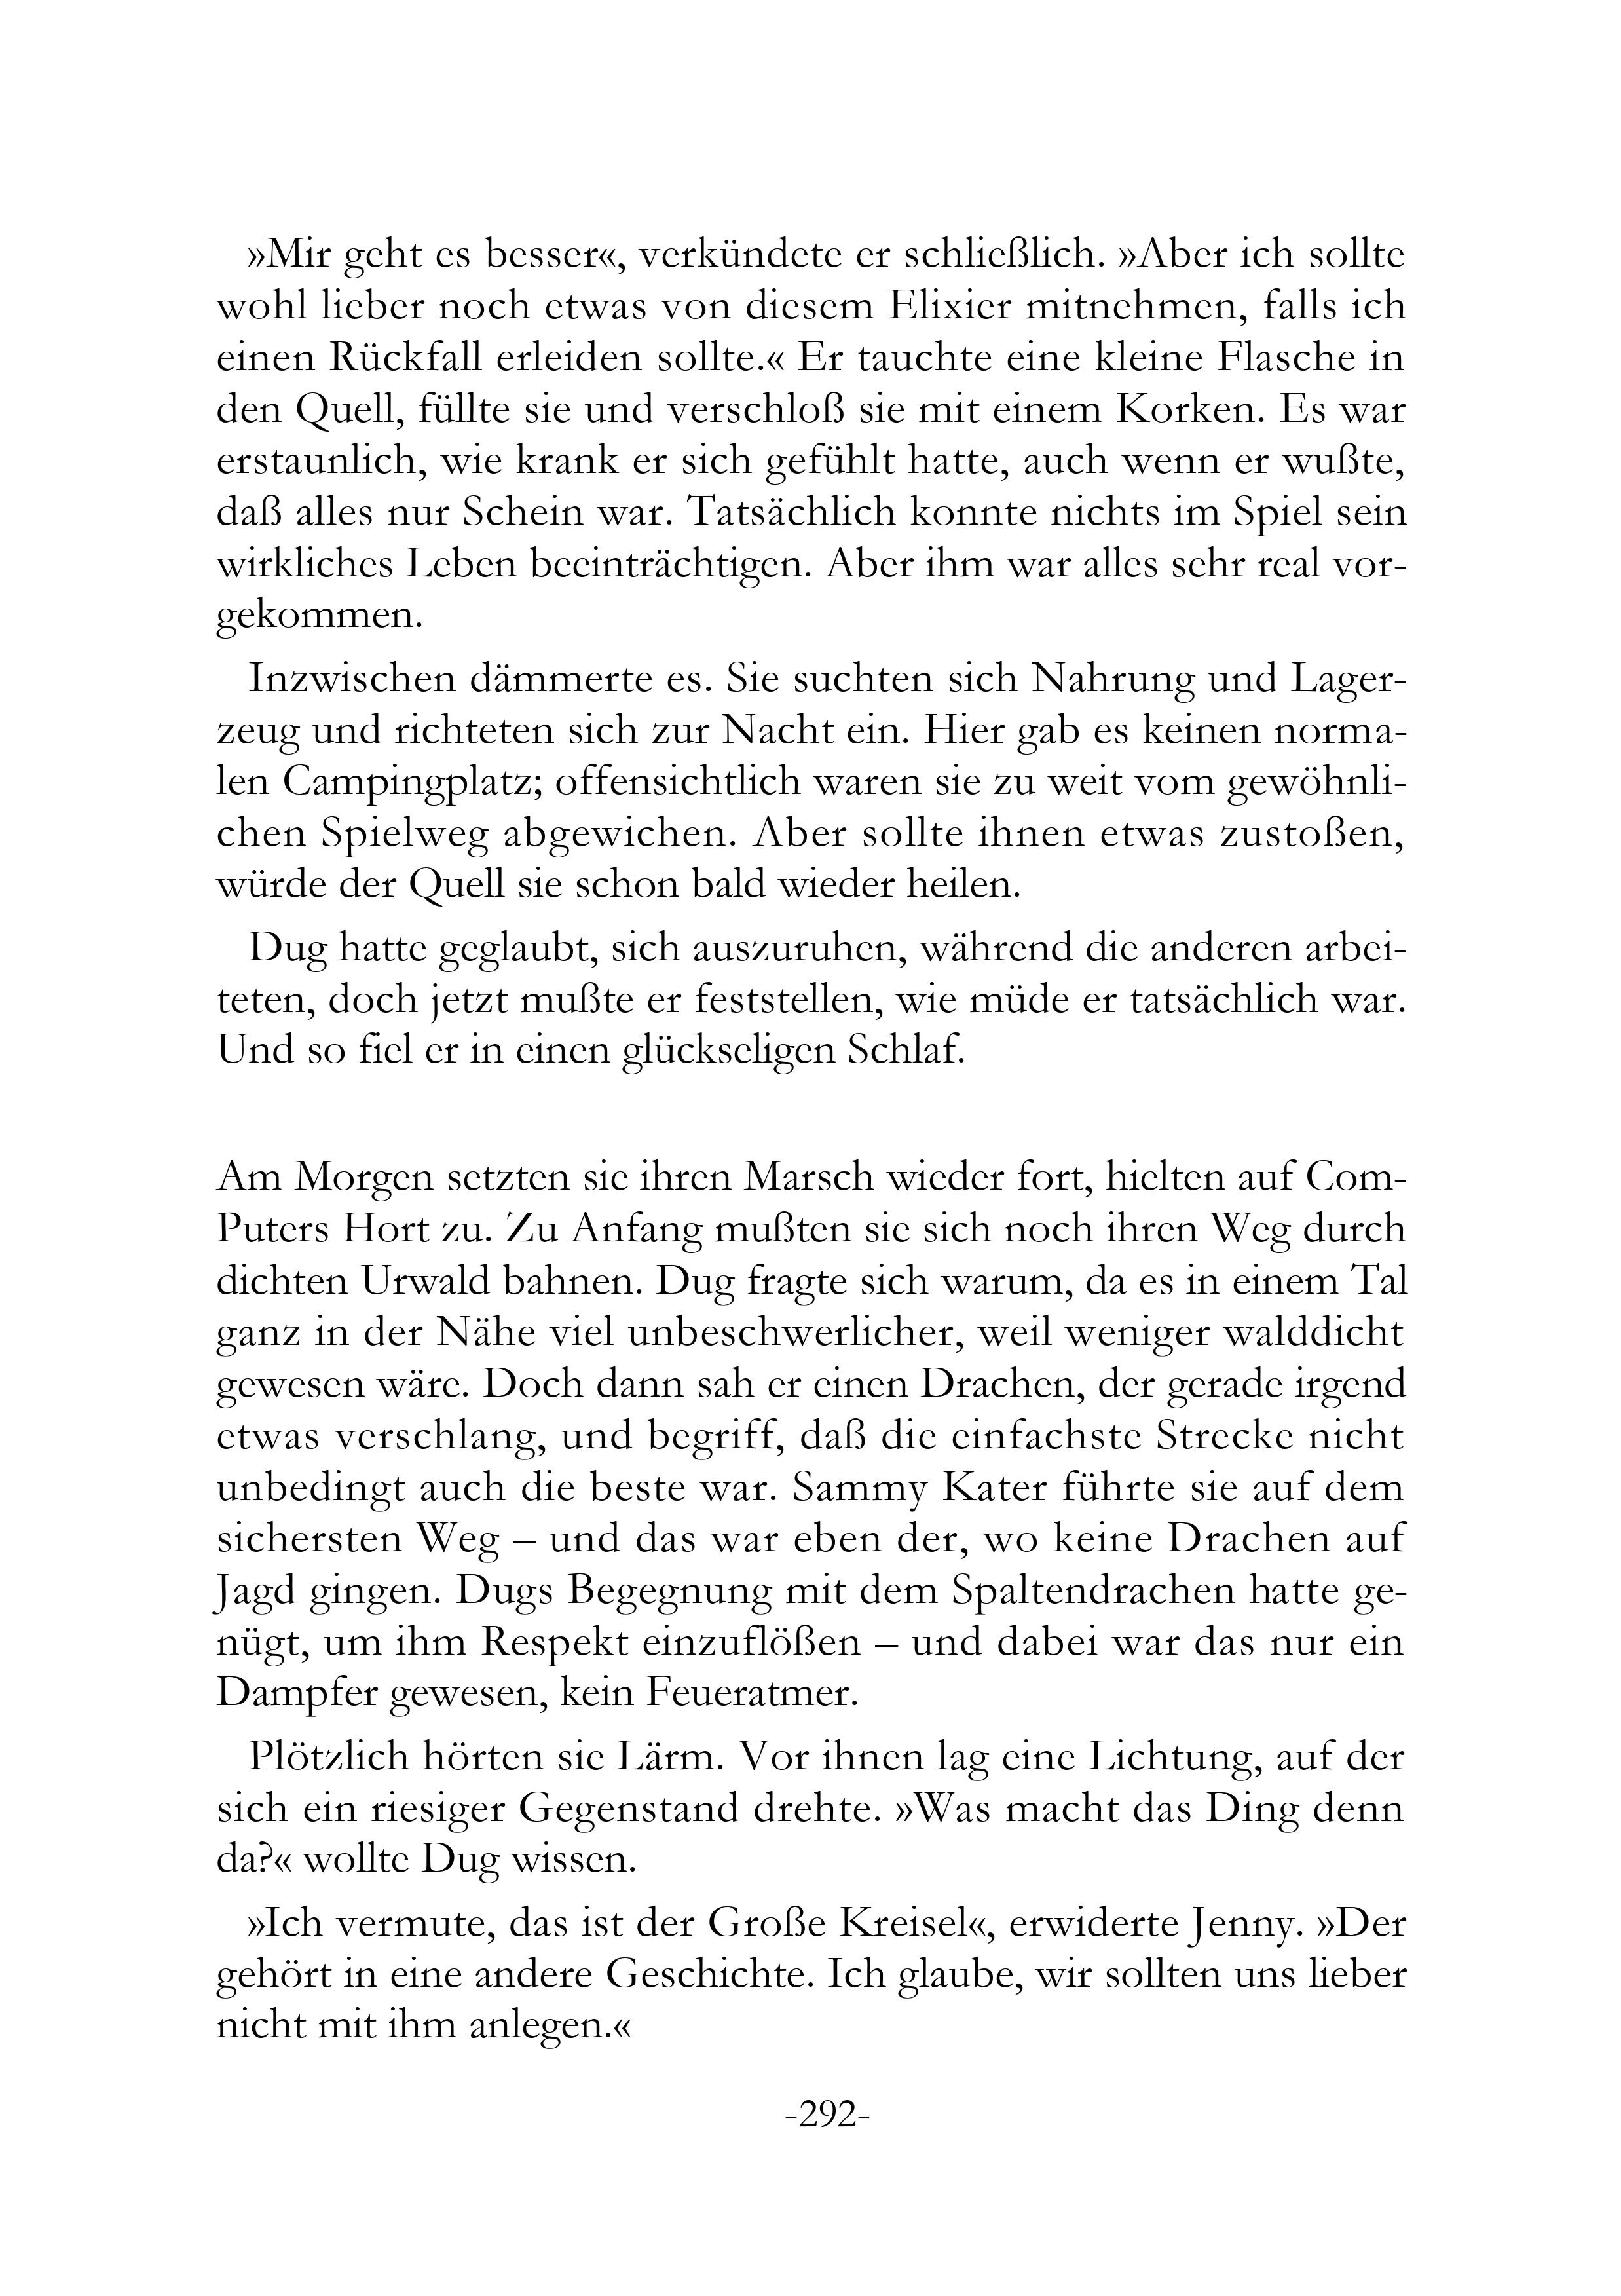 »Mir geht es besser«, verkündete er schließlich. »Aber ich sollte
wohl lieber noch etwas von diesem Elixier mitnehmen, falls ich
einen Rückfall erleiden sollte.« Er tauchte eine kleine Flasche in
den Quell, füllte sie und verschloß sie mit einem Korken. Es war
erstaunlich, wie krank er sich gefühlt hatte, auch wenn er wußte,
daß alles nur Schein war. Tatsächlich konnte nichts im Spiel sein
wirkliches Leben beeinträchtigen. Aber ihm war alles sehr real vor-
gekommen.
Inzwischen dämmerte es. Sie suchten sich Nahrung und Lager-
zeug und richteten sich zur Nacht ein. Hier gab es keinen norma-
len Campingplatz; offensichtlich waren sie zu weit vom gewöhnli-
chen Spielweg abgewichen. Aber sollte ihnen etwas zustoßen,
würde der Quell sie schon bald wieder heilen.
Dug hatte geglaubt, sich auszuruhen, während die anderen arbei-
teten, doch jetzt mußte er feststellen, wie müde er tatsächlich war.
Und so fiel er in einen glückseligen Schlaf.
Am Morgen setzten sie ihren Marsch wieder fort, hielten auf Com-
Puters Hort zu. Zu Anfang mußten sie sich noch ihren Weg durch
dichten Urwald bahnen. Dug fragte sich warum, da es in einem Tal
ganz in der Nähe viel unbeschwerlicher, weil weniger walddicht
gewesen wäre. Doch dann sah er einen Drachen, der gerade irgend
etwas verschlang, und begriff, daß die einfachste Strecke nicht
unbedingt auch die beste war. Sammy Kater führte sie auf dem
sichersten Weg – und das war eben der, wo keine Drachen auf
Jagd gingen. Dugs Begegnung mit dem Spaltendrachen hatte ge-
nügt, um ihm Respekt einzuflößen – und dabei war das nur ein
Dampfer gewesen, kein Feueratmer.
Plötzlich hörten sie Lärm. Vor ihnen lag eine Lichtung, auf der
sich ein riesiger Gegenstand drehte. »Was macht das Ding denn
da?« wollte Dug wissen.
»Ich vermute, das ist der Große Kreisel«, erwiderte Jenny. »Der
gehört in eine andere Geschichte. Ich glaube, wir sollten uns lieber
nicht mit ihm anlegen.«
-292-